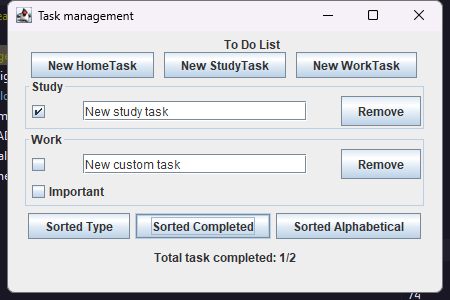 Task management
To Do List
New HomeTask New StudyTask New WorkTask
Study
New study task Remove
Work
New custom task Remove
Important
Sorted Type Sorted Completed Sorted Alphabetical
Total task completed: 1/2
74